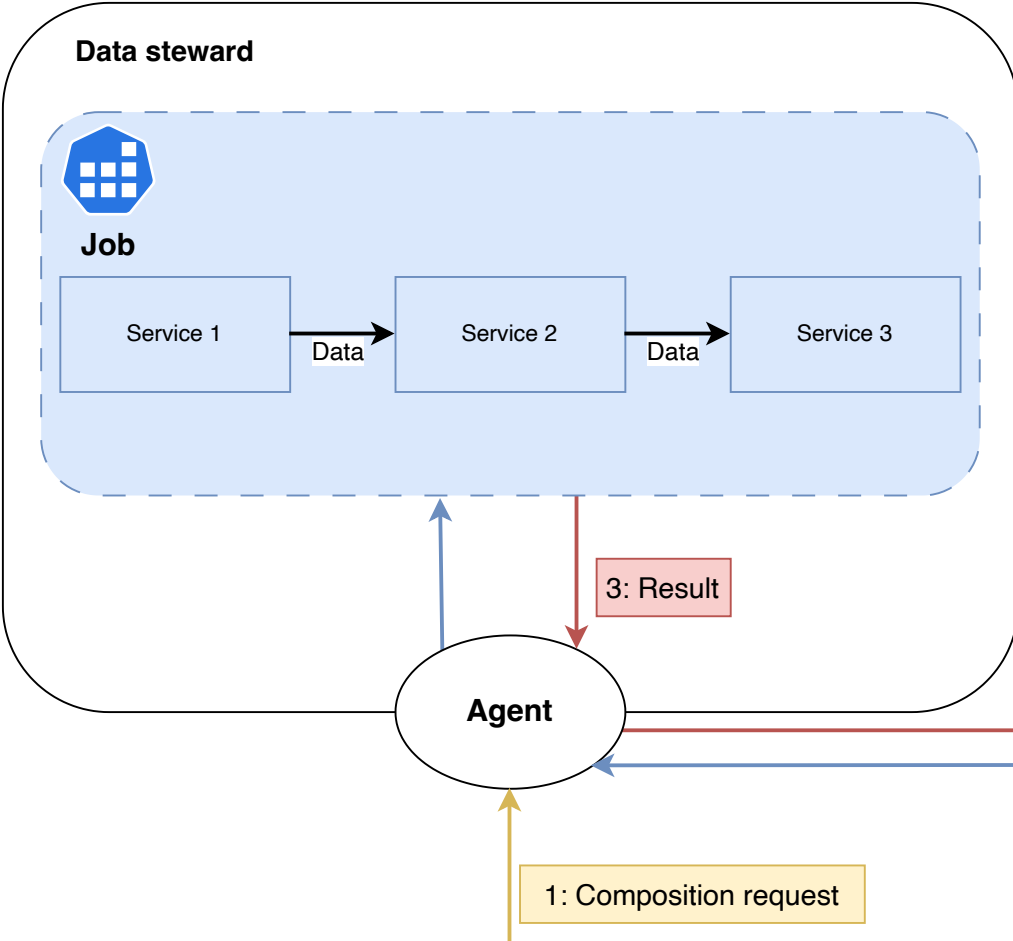 Data steward
Job
Service 1
Data
Service 2
Data
Service 3
3: Result
Agent
1: Composition request